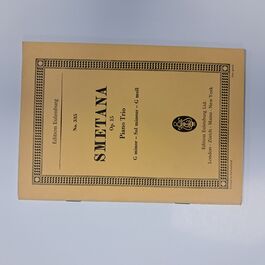 Edition Eulenburg
No. 335
SMETANA
Op. 15
Piano Trio
G minor – Sol mineur – G moll
Edition Eulenburg Ltd.
London · Zürich · Mainz · New York